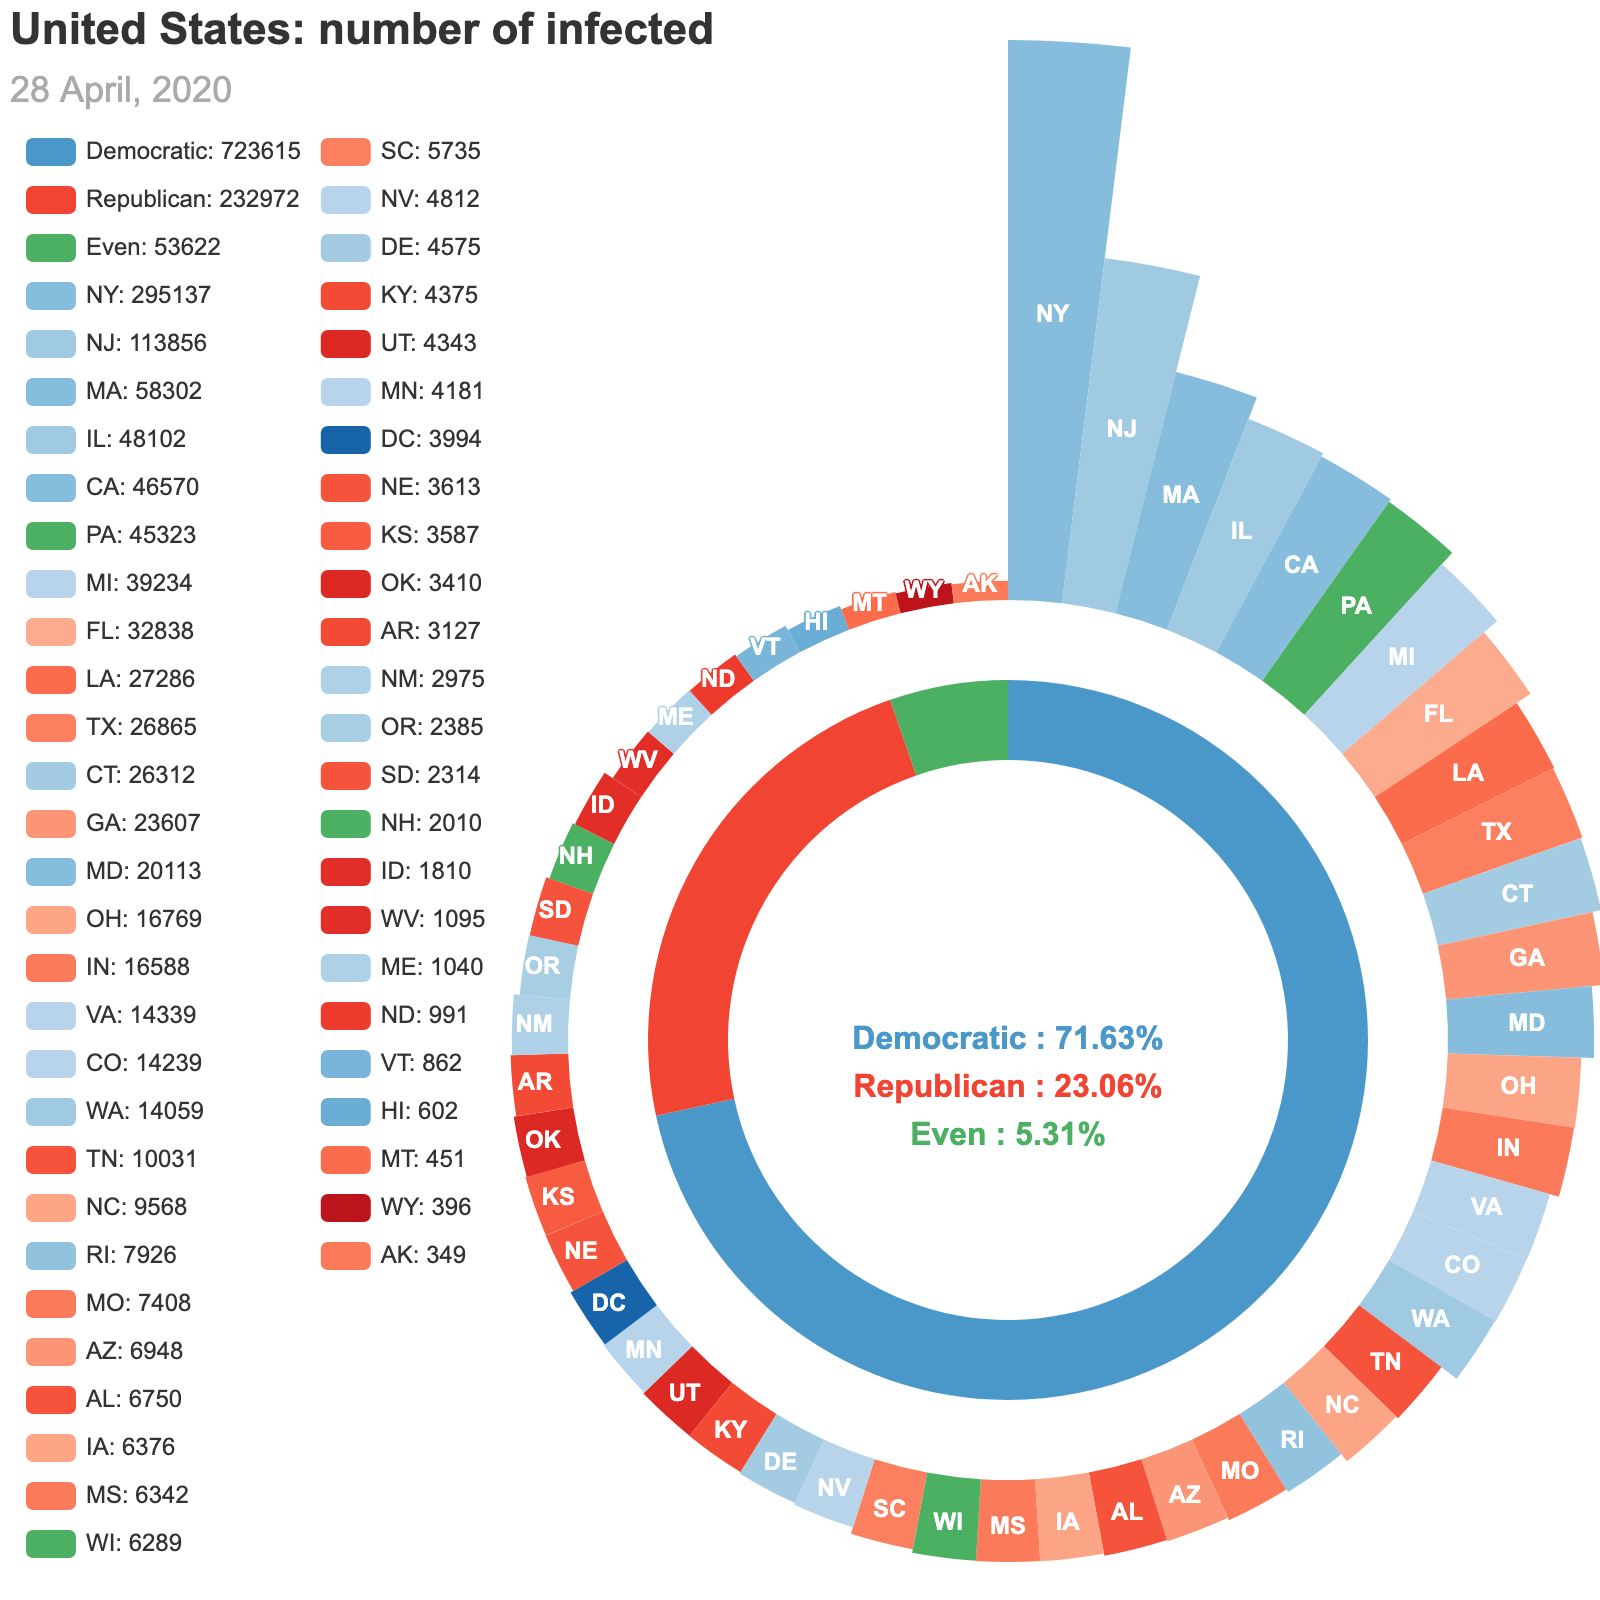 United States: number of infected
28 April, 2020
Democratic: 723615
Republican: 232972
Even: 53622
NY: 295137
NJ: 113856
MA: 58302
IL: 48102
CA: 46570
PA: 45323
MI: 39234
FL: 32838
LA: 27286
TX: 26865
CT: 26312
GA: 23607
MD: 20113
OH: 16769
IN: 16588
VA: 14339
CO: 14239
WA: 14059
TN: 10031
NC: 9568
RI: 7926
MO: 7408
AZ: 6948
AL: 6750
IA: 6376
MS: 6342
WI: 6289
SC: 5735
NV: 4812
DE: 4575
KY: 4375
UT: 4343
MN: 4181
DC: 3994
NE: 3613
KS: 3587
OK: 3410
AR: 3127
NM: 2975
OR: 2385
SD: 2314
NH: 2010
ID: 1810
WV: 1095
ME: 1040
ND: 991
VT: 862
HI: 602
MT: 451
WY: 396
AK: 349
NY
NJ
MA
IL
CA
PA
MI
FL
LA
TX
CT
GA
MD
OH
IN
VA
CO
WA
TN
NC
RI
MO
AZ
AL
IA
MS
WI
SC
NV
DE
KY
UT
MN
DC
NE
KS
OK
AR
NM
OR
SD
NH
ID
WV
ME
ND
VT
HI
MT
WY
AK
Democratic : 71.63%
Republican : 23.06%
Even : 5.31%